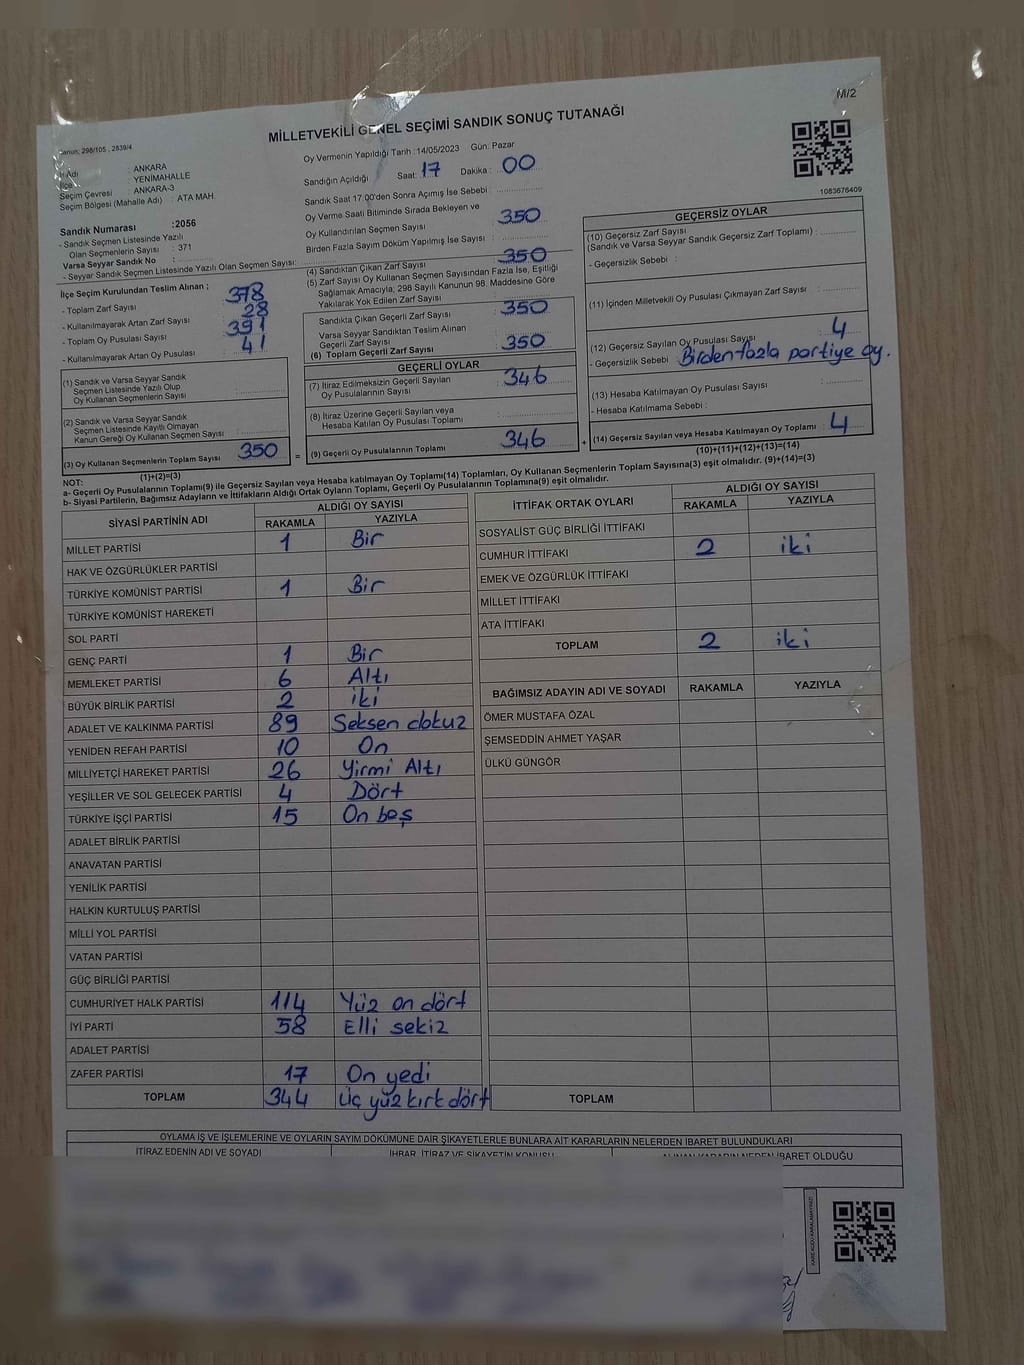 M/2
MİLLETVEKİLİ GENEL SEÇİMİ SANDIK SONUÇ TUTANAĞI
Kanun: 298/105 , 2839/4
Oy Vermenin Yapıldığı Tarih :14/05/2023 Gün: Pazar
İl Adı : ANKARA
İlçe : YENİMAHALLE
Seçim Çevresi : ANKARA-3
Seçim Bölgesi (Mahalle Adı) : ATA MAH.
Sandığın Açıldığı Saat: 17 Dakika : 00
Sandık Saat 17.00'den Sonra Açımış İse Sebebi :
Oy Verme Saati Bitiminde Sırada Bekleyen ve
Oy Kullandırılan Seçmen Sayısı : 350
Birden Fazla Sayım Döküm Yapılmış İse Sayısı :
1083676409
Sandık Numarası :2056
- Sandık Seçmen Listesinde Yazılı
Olan Seçmenlerin Sayısı : 371
Varsa Seyyar Sandık No :
- Seyyar Sandık Seçmen Listesinde Yazılı Olan Seçmen Sayısı:
İlçe Seçim Kurulundan Teslim Alınan ;
- Toplam Zarf Sayısı : 378
- Kullanılmayarak Artan Zarf Sayısı : 28
- Toplam Oy Pusulası Sayısı : 391
- Kullanılmayarak Artan Oy Pusulası : 41
(1) Sandık ve Varsa Seyyar Sandık
Seçmen Listesinde Yazılı Olup
Oy Kullanan Seçmenlerin Sayısı :
(2) Sandık ve Varsa Seyyar Sandık
Seçmen Listesinde Kayıtlı Olmayan
Kanun Gereği Oy Kullanan Seçmen Sayısı :
(3) Oy Kullanan Seçmenlerin Toplam Sayısı 350
(1)+(2)=(3)
(4) Sandıktan Çıkan Zarf Sayısı 350
(5) Zarf Sayısı Oy Kullanan Seçmen Sayısından Fazla İse, Eşitliği
Sağlamak Amacıyla, 298 Sayılı Kanunun 98. Maddesine Göre
Yakılarak Yok Edilen Zarf Sayısı :
Sandıkta Çıkan Geçerli Zarf Sayısı : 350
Varsa Seyyar Sandıktan Teslim Alınan
Geçerli Zarf Sayısı
(6) Toplam Geçerli Zarf Sayısı : 350
GEÇERLİ OYLAR
(7) İtiraz Edilmeksizin Geçerli Sayılan
Oy Pusulalarının Sayısı : 346
(8) İtiraz Üzerine Geçerli Sayılan veya
Hesaba Katılan Oy Pusulası Toplamı :
= (9) Geçerli Oy Pusulalarının Toplamı : 346 +
GEÇERSİZ OYLAR
(10) Geçersiz Zarf Sayısı
(Sandık ve Varsa Seyyar Sandık Geçersiz Zarf Toplamı) :
- Geçersizlik Sebebi :
(11) İçinden Milletvekili Oy Pusulası Çıkmayan Zarf Sayısı :
(12) Geçersiz Sayılan Oy Pusulası Sayısı : 4
- Geçersizlik Sebebi : Birden fazla partiye oy.
(13) Hesaba Katılmayan Oy Pusulası Sayısı :
- Hesaba Katılmama Sebebi :
(14) Geçersiz Sayılan veya Hesaba Katılmayan Oy Toplamı : 4
(10)+(11)+(12)+(13)=(14)
NOT:
a- Geçerli Oy Pusulalarının Toplamı(9) ile Geçersiz Sayılan veya Hesaba katılmayan Oy Toplamı(14) Toplamları, Oy Kullanan Seçmenlerin Toplam Sayısına(3) eşit olmalıdır. (9)+(14)=(3)
b- Siyasi Partilerin, Bağımsız Adayların ve İttifakların Aldığı Ortak Oyların Toplamı, Geçerli Oy Pusulalarının Toplamına(9) eşit olmalıdır.
SİYASİ PARTİNİN ADI ALDIĞI OY SAYISI
RAKAMLA YAZIYLA
MİLLET PARTİSİ 1 Bir
HAK VE ÖZGÜRLÜKLER PARTİSİ
TÜRKİYE KOMÜNİST PARTİSİ 1 Bir
TÜRKİYE KOMÜNİST HAREKETİ
SOL PARTİ
GENÇ PARTİ 1 Bir
MEMLEKET PARTİSİ 6 Altı
BÜYÜK BİRLİK PARTİSİ 2 iki
ADALET VE KALKINMA PARTİSİ 89 Seksen dokuz
YENİDEN REFAH PARTİSİ 10 On
MİLLİYETÇİ HAREKET PARTİSİ 26 Yirmi Altı
YEŞİLLER VE SOL GELECEK PARTİSİ 4 Dört
TÜRKİYE İŞÇİ PARTİSİ 15 On beş
ADALET BİRLİK PARTİSİ
ANAVATAN PARTİSİ
YENİLİK PARTİSİ
HALKIN KURTULUŞ PARTİSİ
MİLLİ YOL PARTİSİ
VATAN PARTİSİ
GÜÇ BİRLİĞİ PARTİSİ
CUMHURİYET HALK PARTİSİ 114 Yüz on dört
İYİ PARTİ 58 Elli sekiz
ADALET PARTİSİ
ZAFER PARTİSİ 17 On yedi
TOPLAM 344 Üç yüz kırk dört
İTTİFAK ORTAK OYLARI ALDIĞI OY SAYISI
RAKAMLA YAZIYLA
SOSYALİST GÜÇ BİRLİĞİ İTTİFAKI
CUMHUR İTTİFAKI 2 iki
EMEK VE ÖZGÜRLÜK İTTİFAKI
MİLLET İTTİFAKI
ATA İTTİFAKI
TOPLAM 2 iki
BAĞIMSIZ ADAYIN ADI VE SOYADI RAKAMLA YAZIYLA
ÖMER MUSTAFA ÖZAL
ŞEMSEDDİN AHMET YAŞAR
ÜLKÜ GÜNGÖR
TOPLAM
OYLAMA İŞ VE İŞLEMLERİNE VE OYLARIN SAYIM DÖKÜMÜNE DAİR ŞİKAYETLERLE BUNLARA AİT KARARLARIN NELERDEN İBARET BULUNDUKLARI
İTİRAZ EDENİN ADI VE SOYADI İHBAR, İTİRAZ VE ŞİKAYETİN KONUSU ALINAN KARARIN NEDEN İBARET OLDUĞU